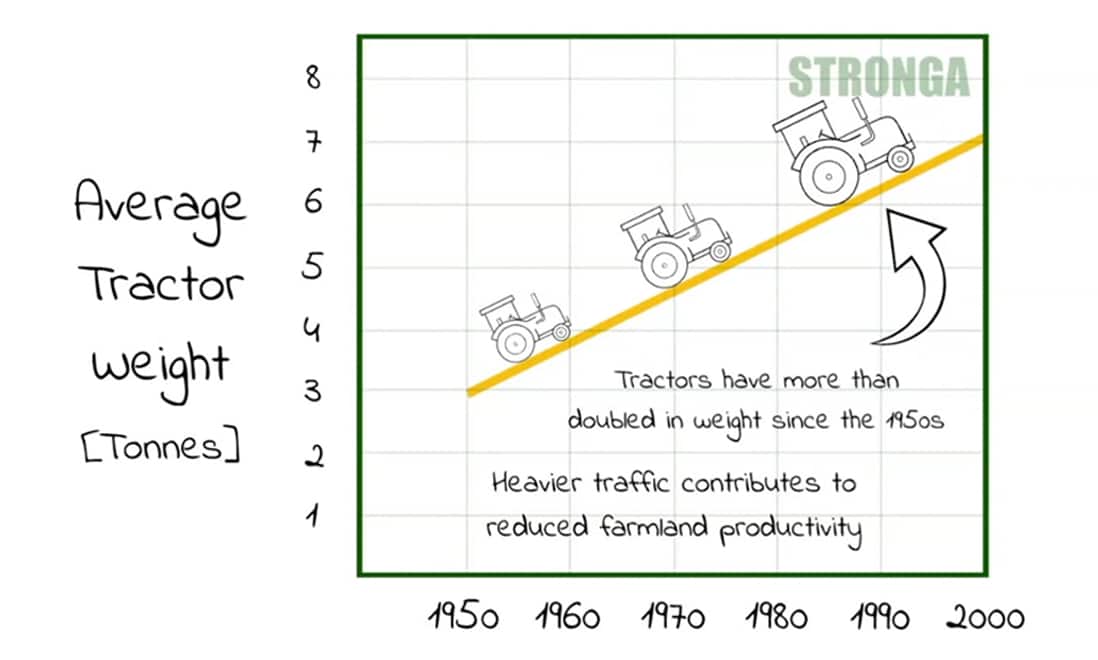 STRONGA
8
7
6
5
4
3
2
1
Average
Tractor
weight
[Tonnes]
Tractors have more than
doubled in weight since the 1950s
Heavier traffic contributes to
reduced farmland productivity
1950 1960 1970 1980 1990 2000